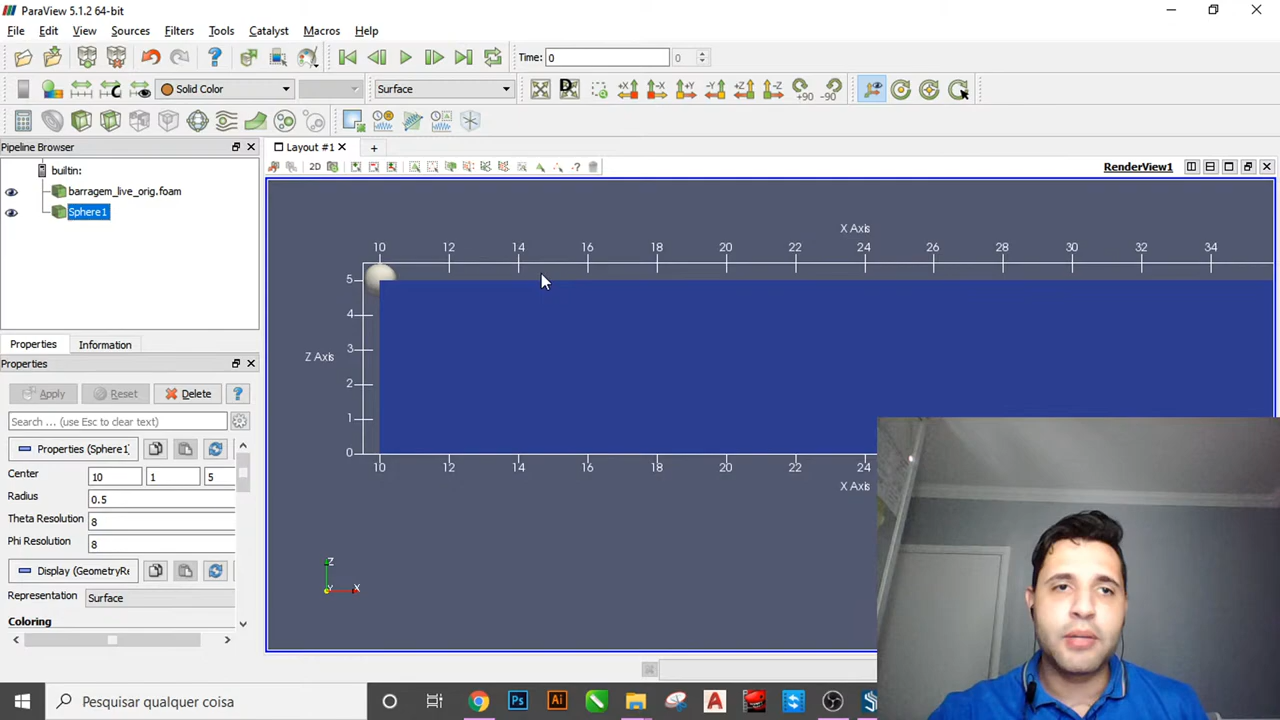 ParaView 5.1.2 64-bit
File Edit View Sources Filters Tools Catalyst Macros Help
Time: 0 0
Solid Color Surface +X -X +Y -Y +Z -Z +90 -90
Pipeline Browser
Layout #1
builtin:
2D
RenderView1
barragem_live_orig.foam
Sphere1
X Axis
10 12 14 16 18 20 22 24 26 28 30 32 34
5
4
3
Z Axis
2
1
0
10 12 14 16 18 20 22 24
X Axis
Z
Y X
Properties Information
Properties
Apply Reset Delete ?
Search ... (use Esc to clear text)
Properties (Sphere1)
Center 10 1 5
Radius 0.5
Theta Resolution 8
Phi Resolution 8
Display (GeometryRe
Representation Surface
Coloring
Pesquisar qualquer coisa
Ps Ai A